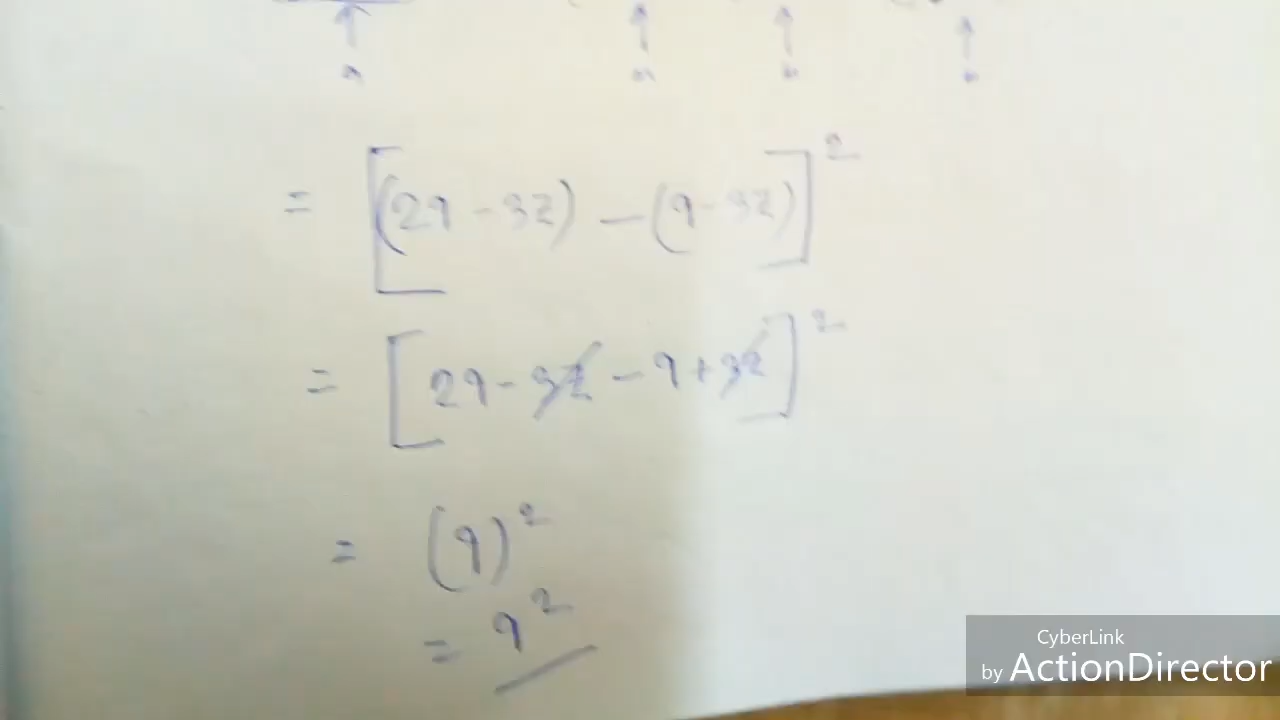 = [(2q - 3z) - (q - 3z)]²
= [2q - 3z - q + 3z]²
= (q)²
= q²
CyberLink
by ActionDirector